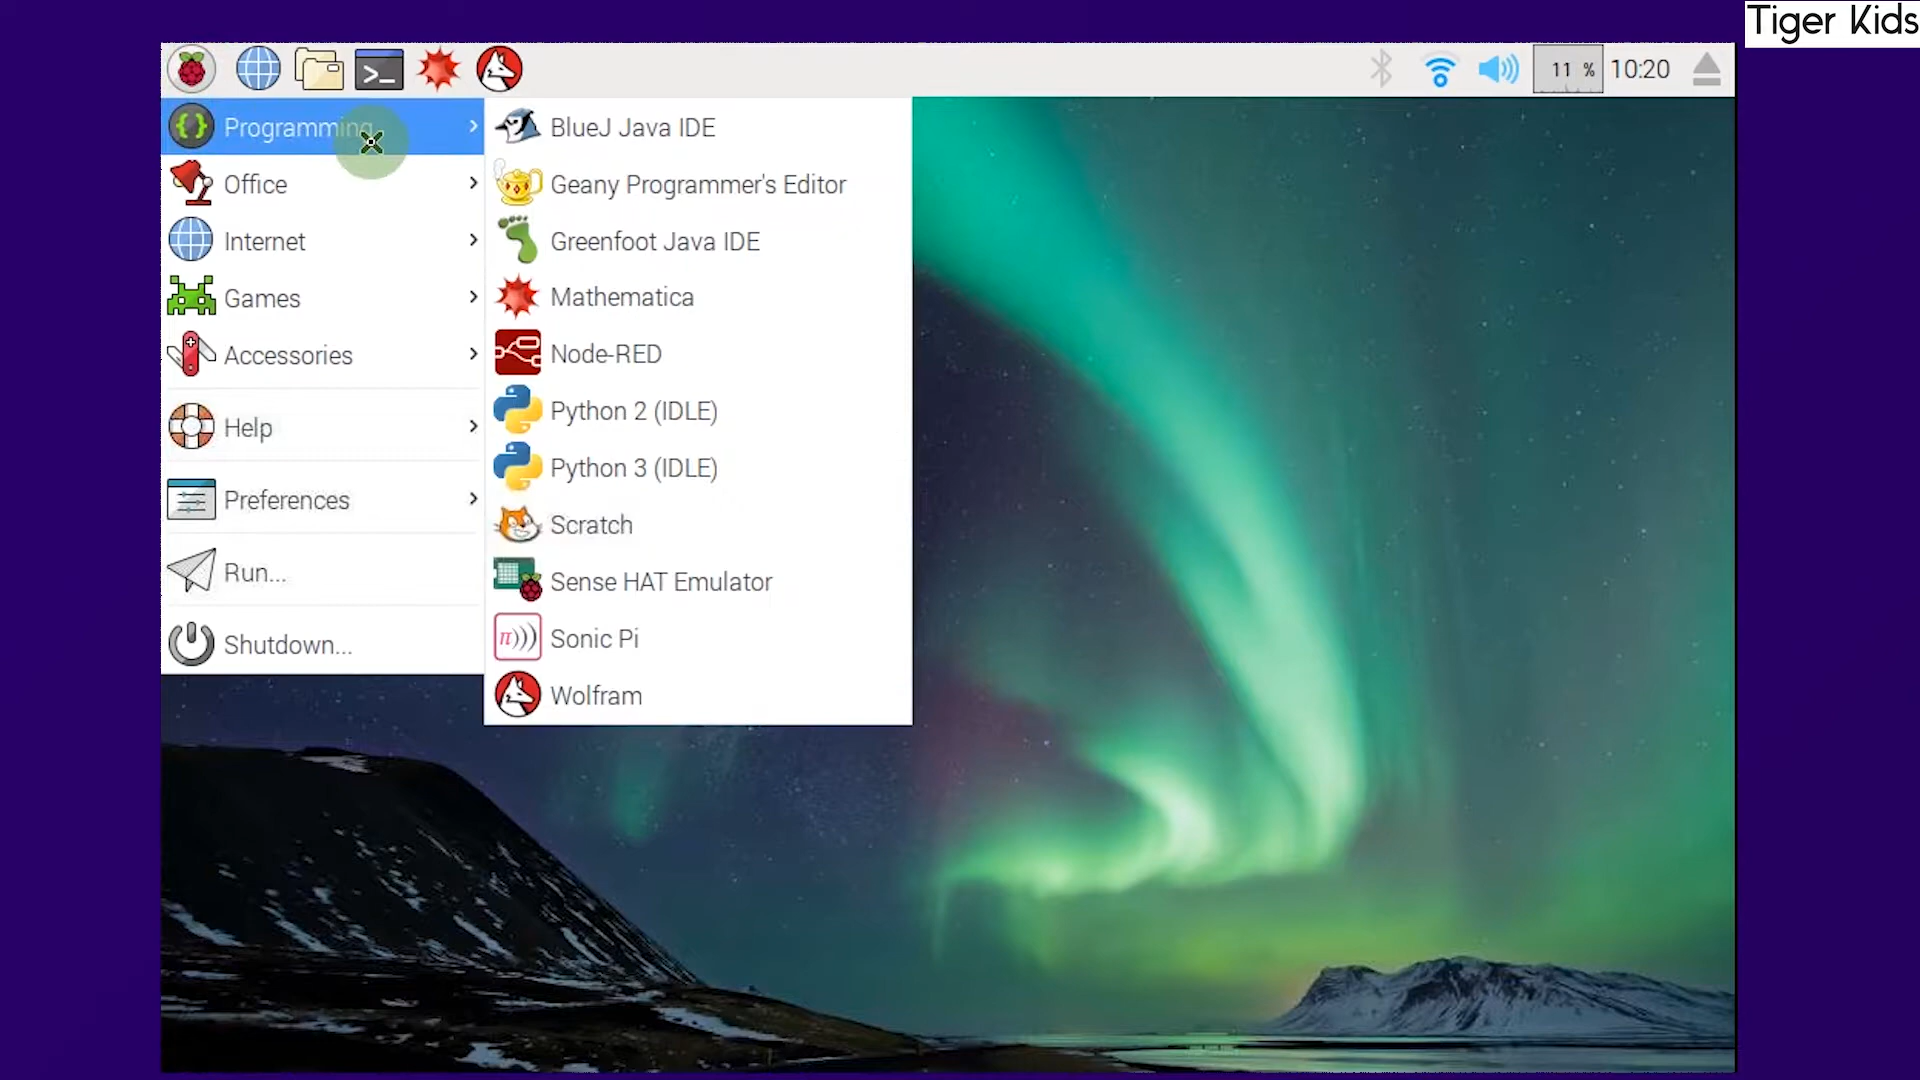 Tiger Kids
11 % 10:20
Programming
Office
Internet
Games
Accessories
Help
Preferences
Run...
Shutdown...
BlueJ Java IDE
Geany Programmer's Editor
Greenfoot Java IDE
Mathematica
Node-RED
Python 2 (IDLE)
Python 3 (IDLE)
Scratch
Sense HAT Emulator
Sonic Pi
Wolfram